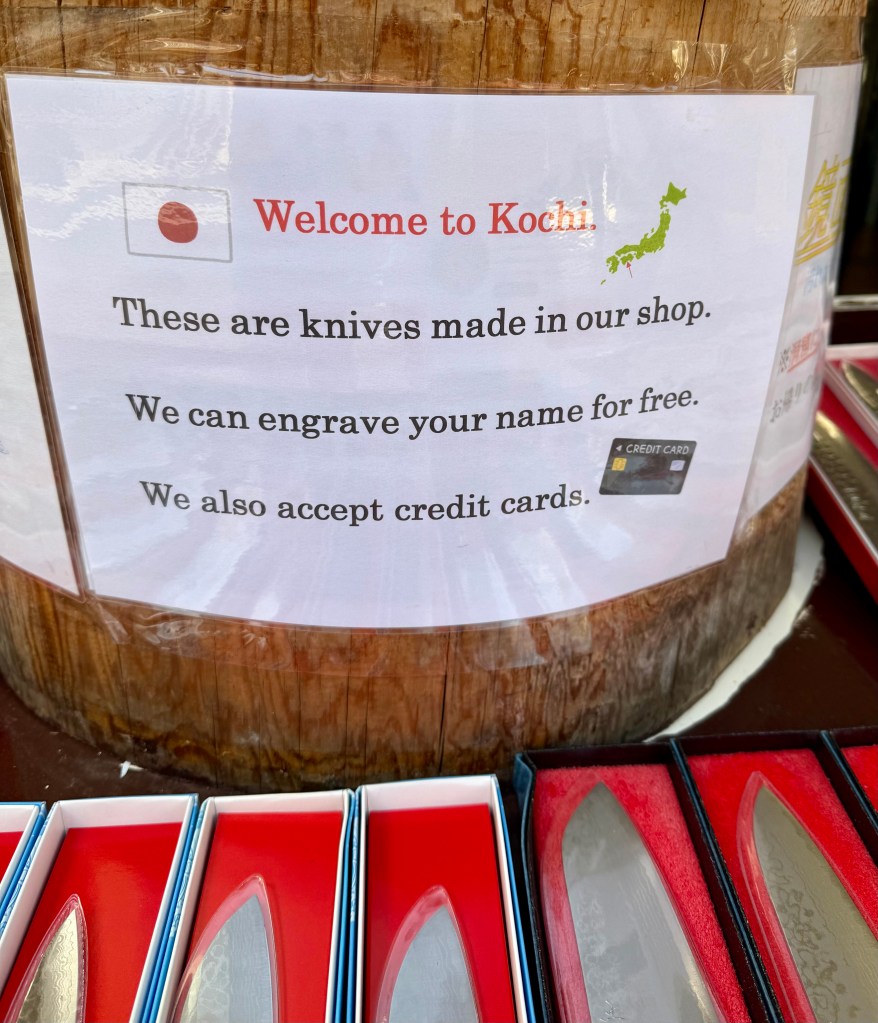 Welcome to Kochi.
These are knives made in our shop.
We can engrave your name for free.
CREDIT CARD
We also accept credit cards.